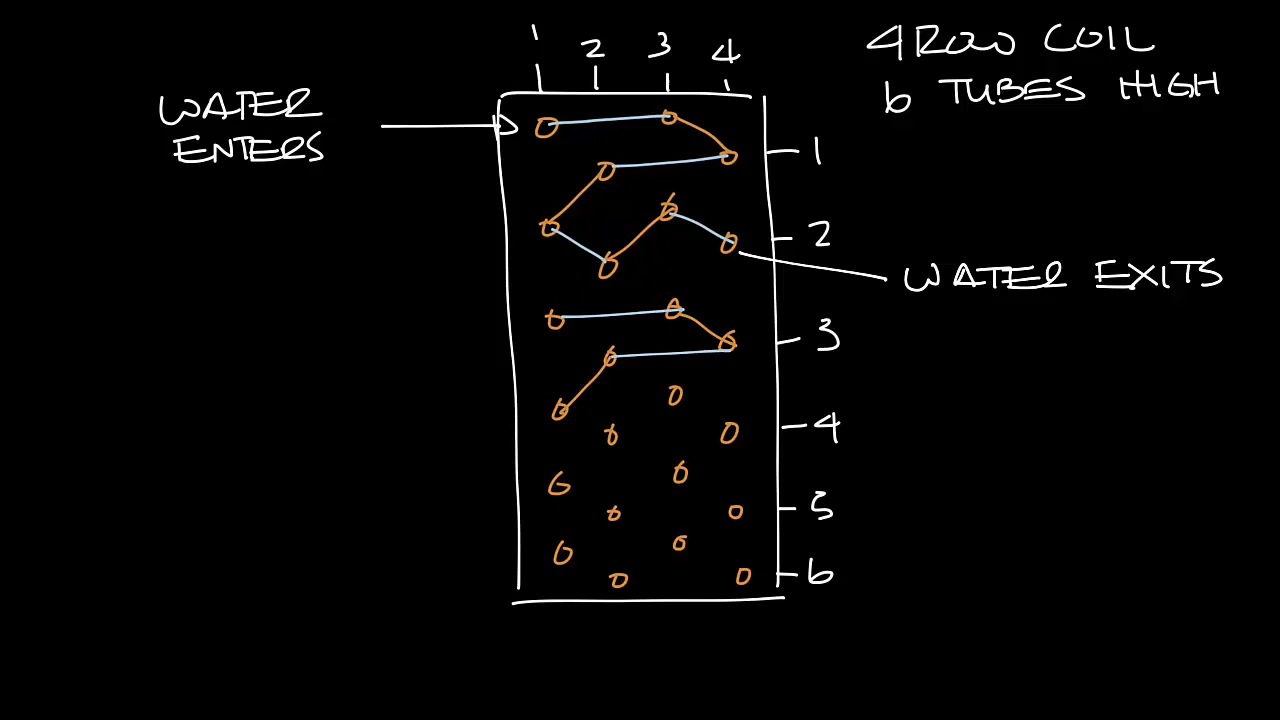 1 2 3 4
4 ROW COIL
6 TUBES HIGH
WATER
ENTERS
1
2
WATER EXITS
3
4
5
6